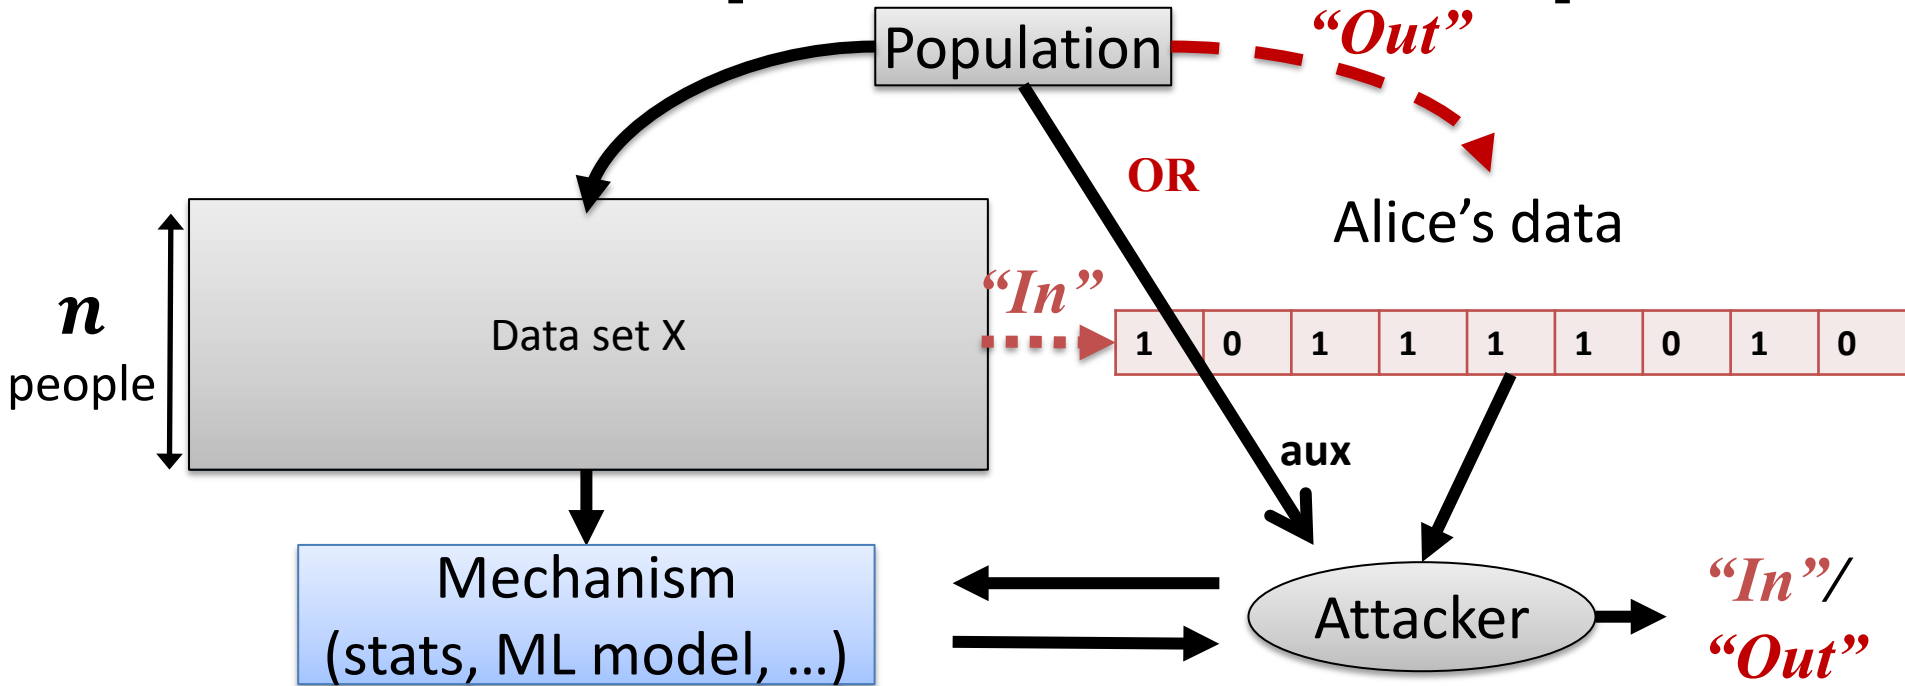 Population
“Out”
OR
Alice’s data
“In”
n
people
Data set X
1 0 1 1 1 1 0 1 0
aux
Mechanism
(stats, ML model, ...)
Attacker
“In”/
“Out”